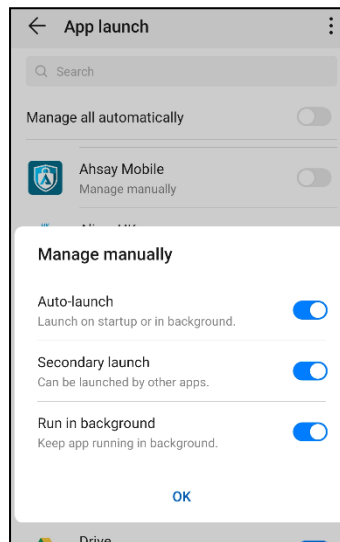 App launch
Search
Manage all automatically
Ahsay Mobile
Manage manually
Manage manually
Auto-launch
Launch on startup or in background.
Secondary launch
Can be launched by other apps.
Run in background
Keep app running in background.
OK
Drive